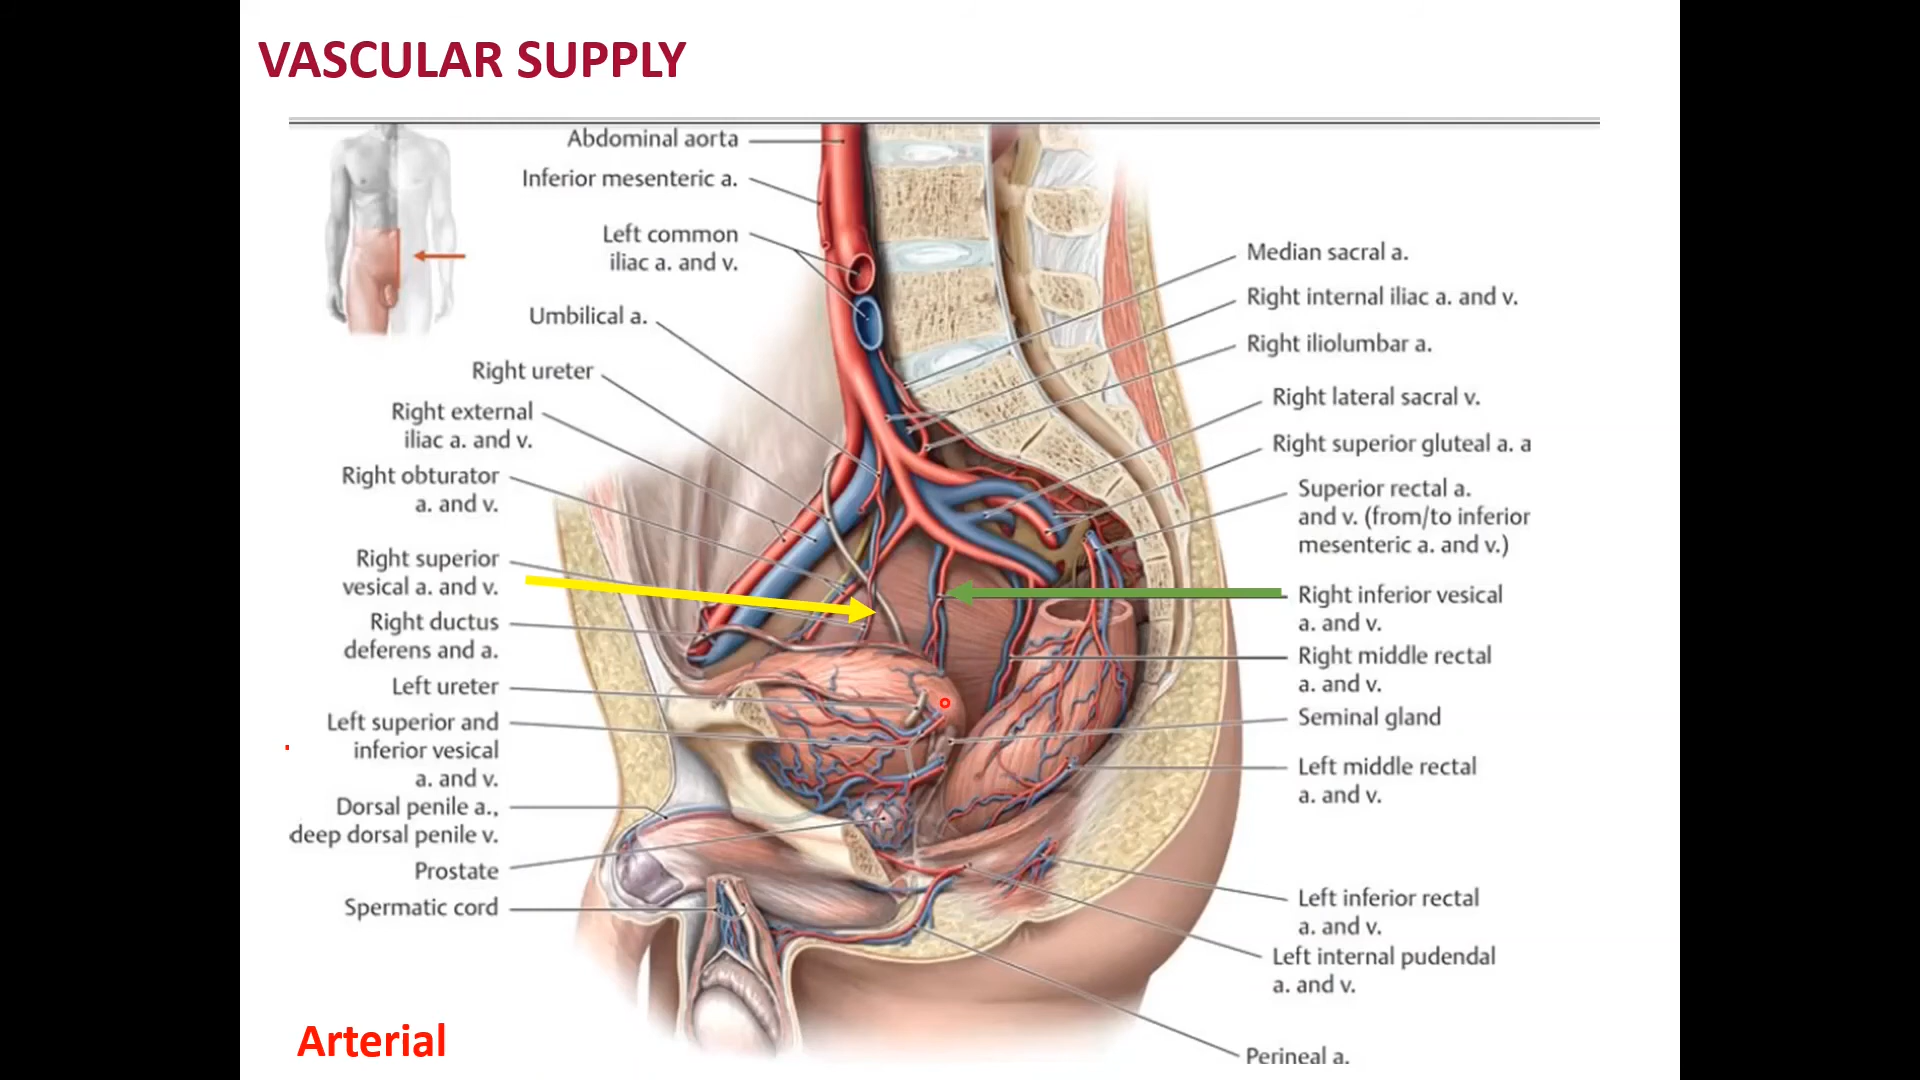 VASCULAR SUPPLY
Abdominal aorta
Inferior mesenteric a.
Left common
iliac a. and v.
Umbilical a.
Right ureter
Right external
iliac a. and v.
Right obturator
a. and v.
Right superior
vesical a. and v.
Right ductus
deferens and a.
Left ureter
Left superior and
inferior vesical
a. and v.
Dorsal penile a.,
deep dorsal penile v.
Prostate
Spermatic cord
Median sacral a.
Right internal iliac a. and v.
Right iliolumbar a.
Right lateral sacral v.
Right superior gluteal a. a
Superior rectal a.
and v. (from/to inferior
mesenteric a. and v.)
Right inferior vesical
a. and v.
Right middle rectal
a. and v.
Seminal gland
Left middle rectal
a. and v.
Left inferior rectal
a. and v.
Left internal pudendal
a. and v.
Perineal a.
Arterial